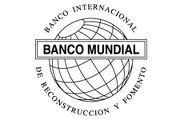 BANCO INTERNACIONAL
BANCO MUNDIAL
DE RECONSTRUCCION Y FOMENTO